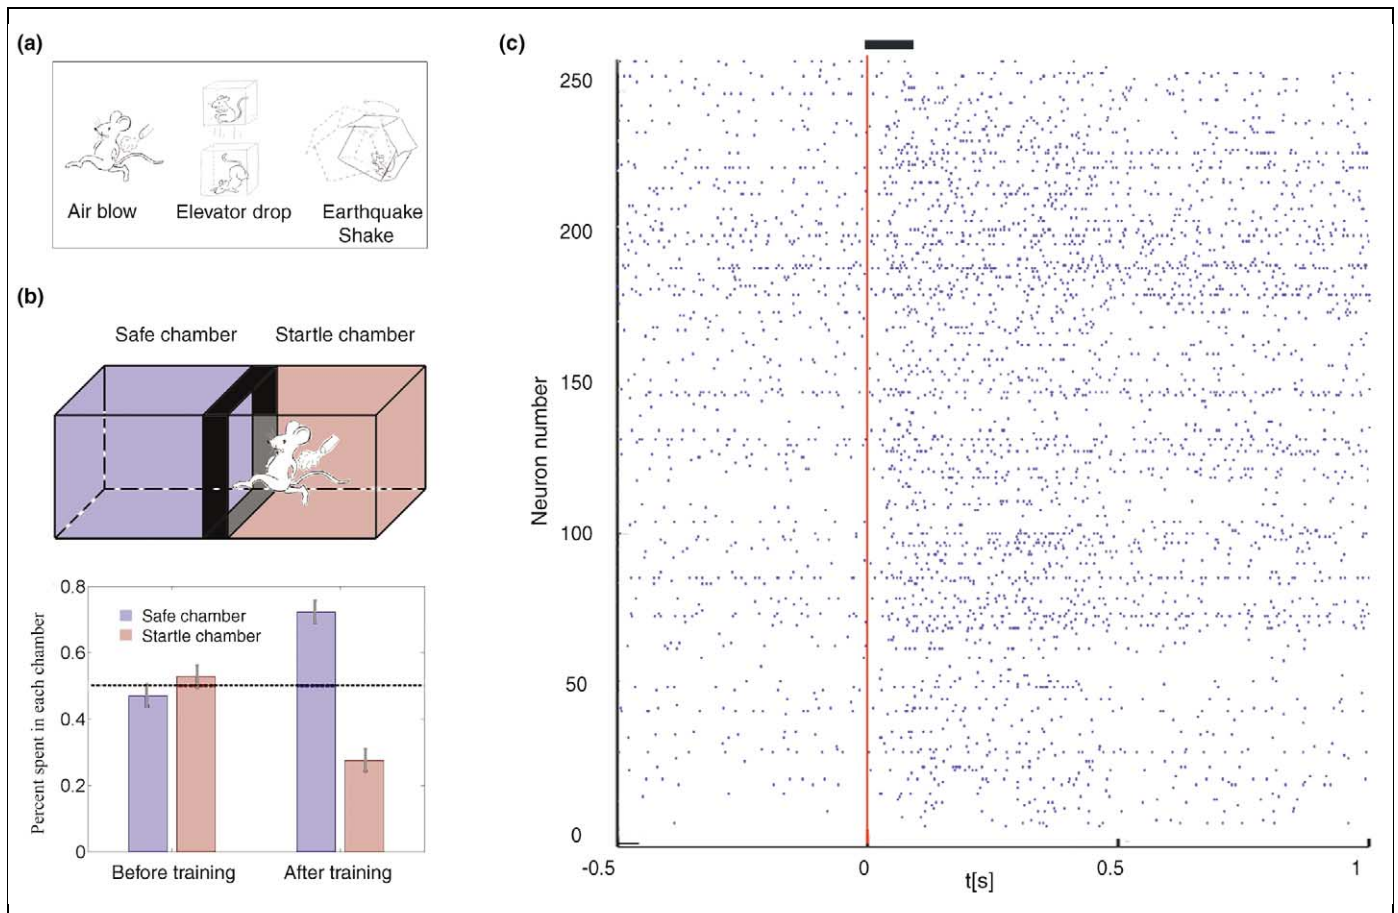 (a)
Air blow
Elevator drop
Earthquake
Shake
(b)
Safe chamber
Startle chamber
Percent spent in each chamber
0.8
0.6
0.4
0.2
0
Safe chamber
Startle chamber
Before training
After training
(c)
Neuron number
250
200
150
100
50
0
-0.5
0
0.5
1
t[s]